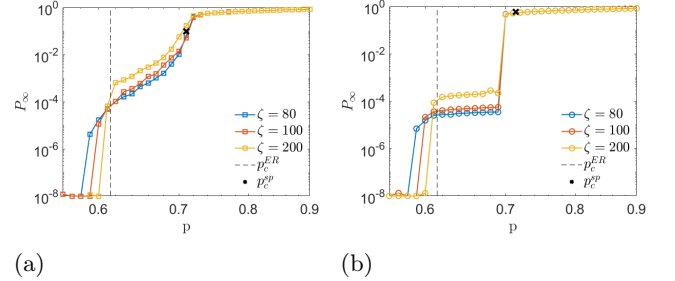 10^0
10^-2
10^-4
10^-6
10^-8
P_∞
0.6
0.7
0.8
0.9
p
ζ = 80
ζ = 100
ζ = 200
p_c^{ER}
p_c^{sp}
(a)
10^0
10^-2
10^-4
10^-6
10^-8
P_∞
0.6
0.7
0.8
0.9
p
ζ = 80
ζ = 100
ζ = 200
p_c^{ER}
p_c^{sp}
(b)